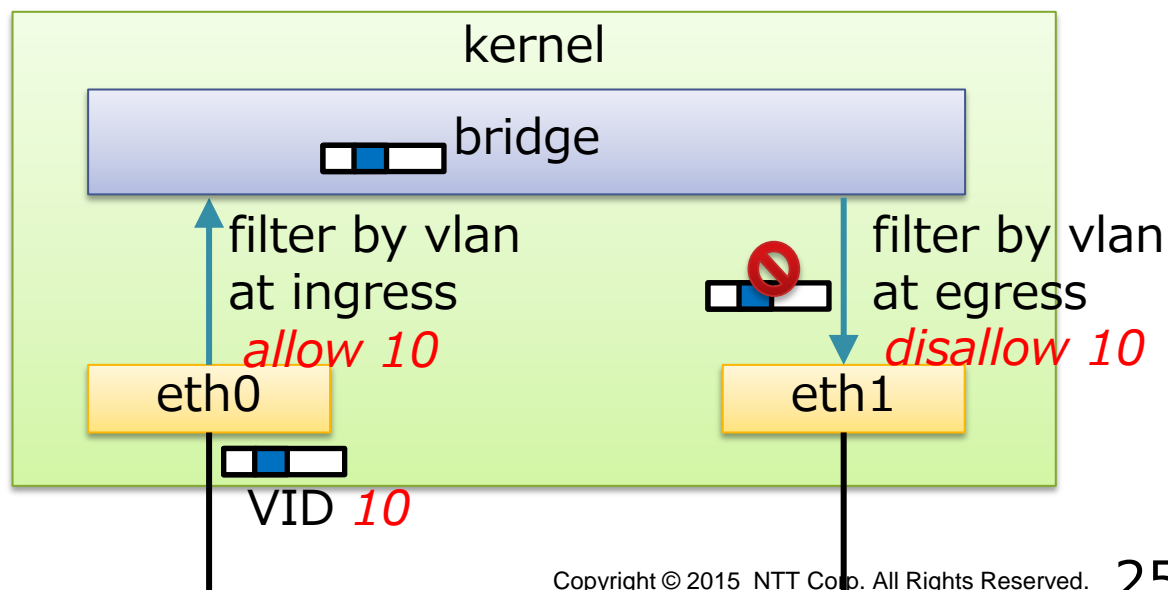 kernel
bridge
filter by vlan
at ingress
allow 10
filter by vlan
at egress
disallow 10
eth0
eth1
VID 10
Copyright © 2015 NTT Corp. All Rights Reserved.
25